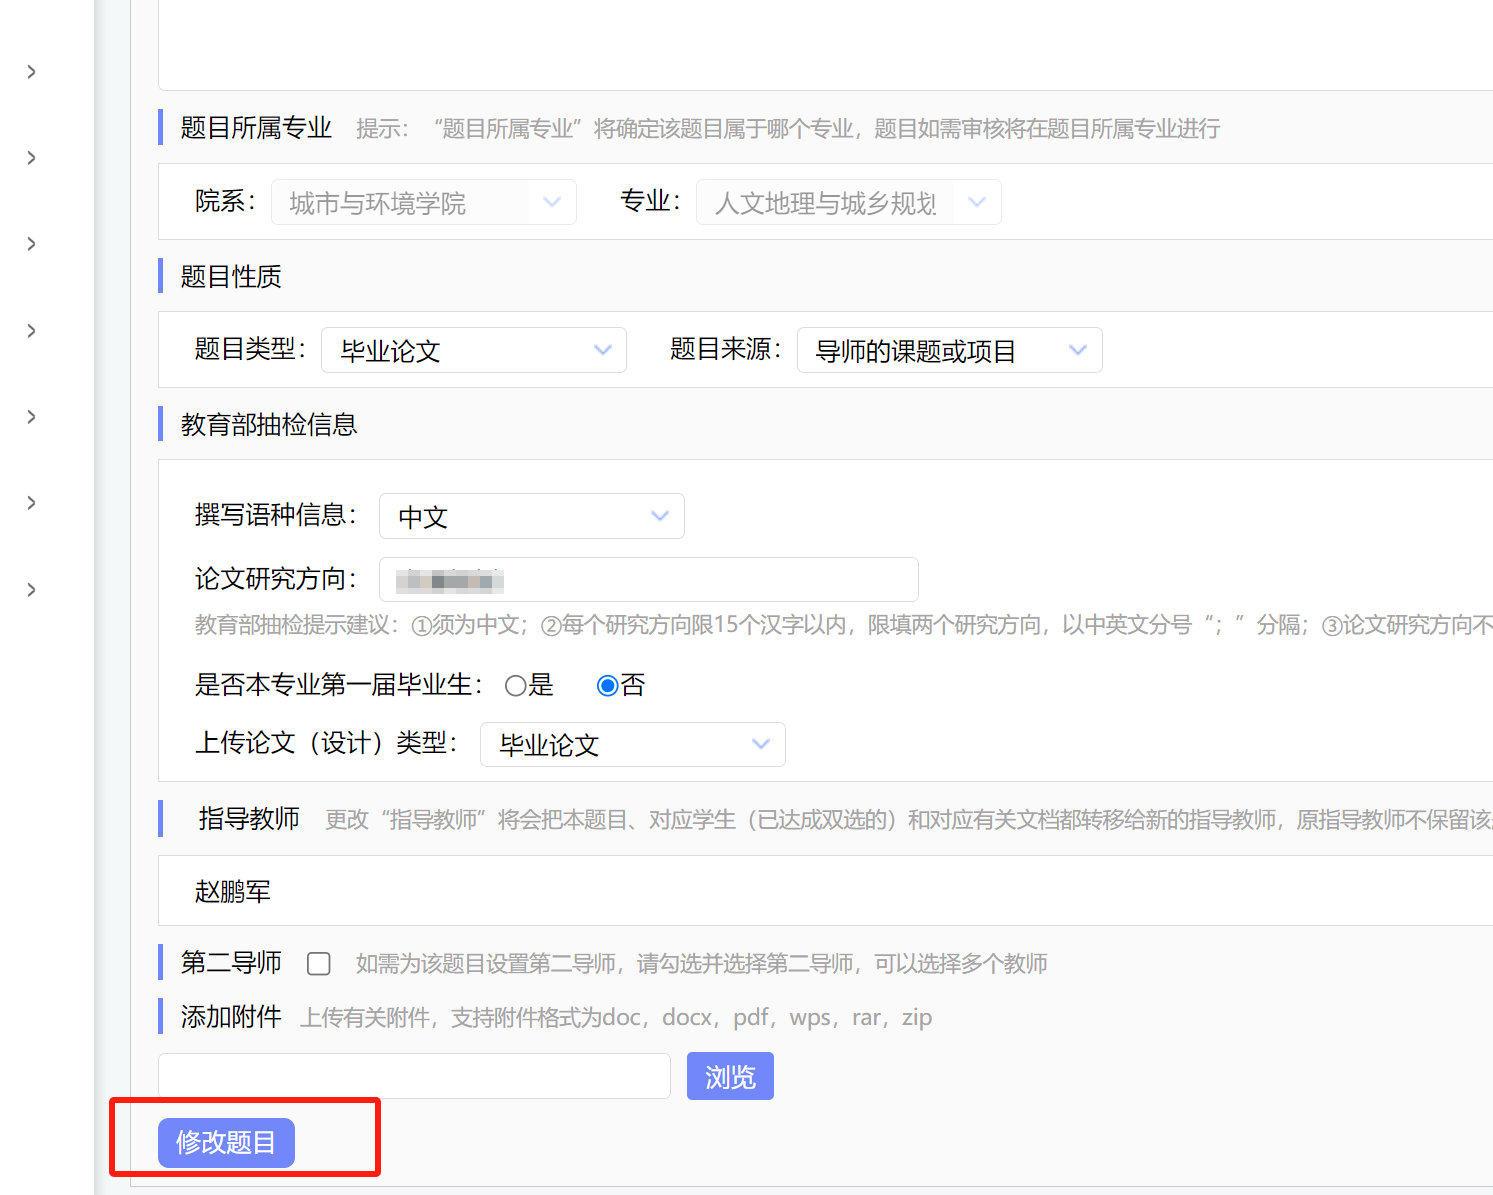 题目所属专业 提示：“题目所属专业”将确定该题目属于哪个专业，题目如需审核将在题目所属专业进行
院系： 城市与环境学院 专业： 人文地理与城乡规划
题目性质
题目类型： 毕业论文 题目来源： 导师的课题或项目
教育部抽检信息
撰写语种信息： 中文
论文研究方向：
教育部抽检提示建议：①须为中文；②每个研究方向限15个汉字以内，限填两个研究方向，以中英文分号“；”分隔；③论文研究方向不
是否本专业第一届毕业生： 是 否
上传论文（设计）类型： 毕业论文
指导教师 更改“指导教师”将会把本题目、对应学生（已达成双选的）和对应有关文档都转移给新的指导教师，原指导教师不保留该
赵鹏军
第二导师 如需为该题目设置第二导师，请勾选并选择第二导师，可以选择多个教师
添加附件 上传有关附件，支持附件格式为doc，docx，pdf，wps，rar，zip
浏览
修改题目